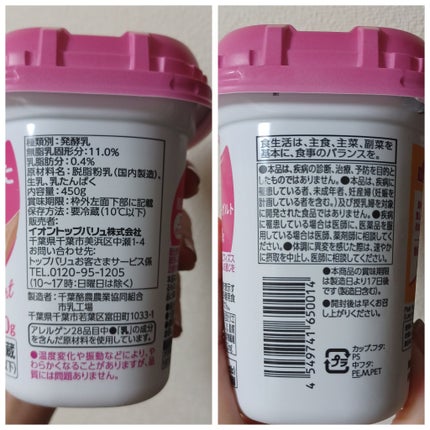 種類別：発酵乳
無脂乳固形分：11.0%
乳脂肪分：0.4%
原材料名：脱脂粉乳（国内製造）、
生乳、乳たんぱく
内容量：450g
賞味期限：枠外左面下部に記載
保存方法：要冷蔵（10℃以下）
販売者：
イオントップバリュ株式会社
千葉県千葉市美浜区中瀬1-4
お問い合わせ先：
トップバリュお客さまサービス係
TEL.0120-95-1205
（10〜17時：日曜日は除く）
製造者：千葉酪農農業協同組合
市乳工場
千葉県千葉市若葉区富田町1033-1
アレルゲン28品目中●「乳」の成分
を含んだ原材料を使用しています。
●温度変化や振動などにより、や
わらかくなることがありますが、品
質には問題ありません。
食生活は、主食、主菜、副菜を
基本に、食事のバランスを。
●本品は、疾病の診断、治療、予防を目的と
したものではありません。●本品は、疾病に
罹患している者、未成年者、妊産婦（妊娠を
計画している者を含む。）及び授乳婦を対象
に開発された食品ではありません。●疾病
に罹患している場合は医師に、医薬品を服用
している場合は医師、薬剤師に相談してくだ
さい。●体調に異変を感じた際は、速や
かに摂取を中止し、医師に相談してください。
●本商品の賞味期限
は製造日より17日後
です（製造日含む）。
●開封後は早くお召
し上がりください。
4 549741 650014
プラ
カップ,フタ：
PS
中フタ：
PE,M,PET